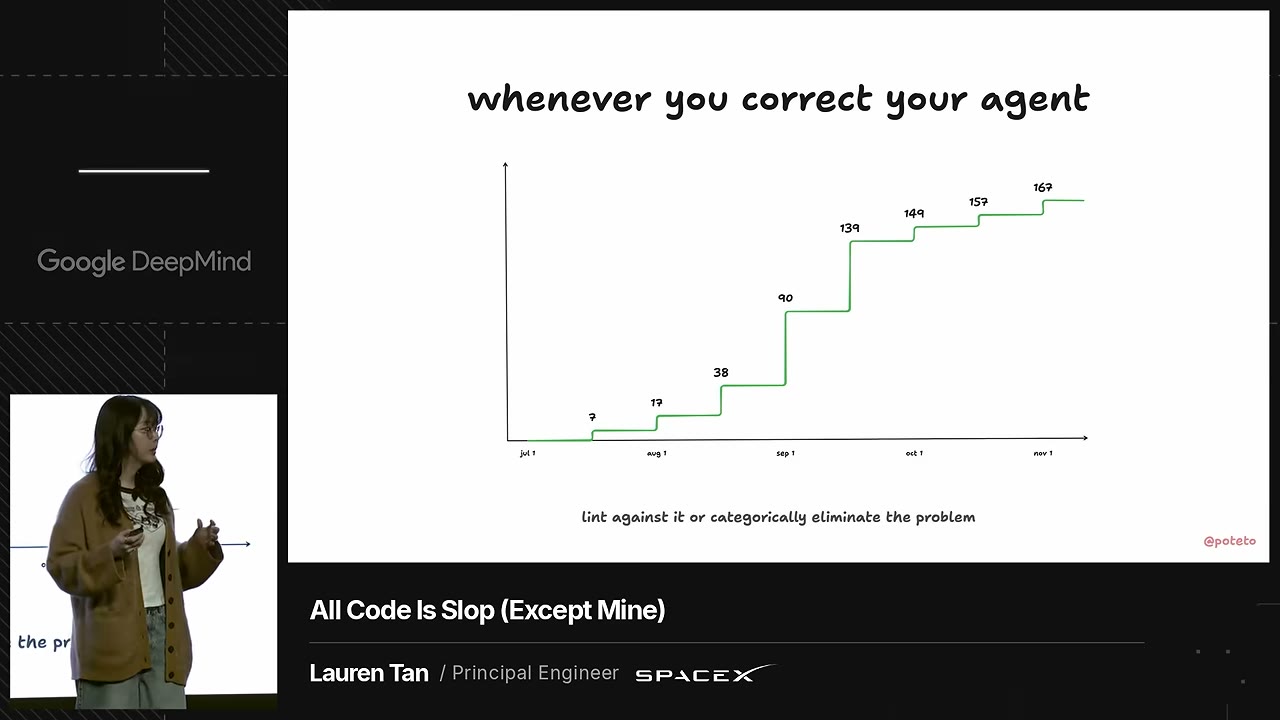 whenever you correct your agent
167
157
149
139
90
38
17
7
jul 1
aug 1
sep 1
oct 1
nov 1
lint against it or categorically eliminate the problem
@poteto
Google DeepMind
the pr
All Code Is Slop (Except Mine)
Lauren Tan / Principal Engineer SPACEX